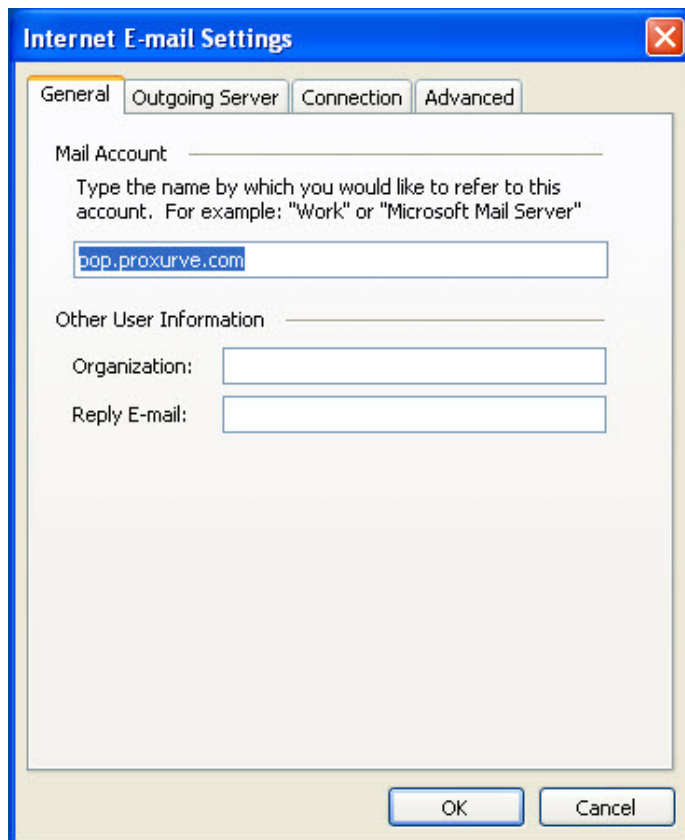 Internet E-mail Settings
General
Outgoing Server
Connection
Advanced
Mail Account
Type the name by which you would like to refer to this
account. For example: "Work" or "Microsoft Mail Server"
pop.proxurve.com
Other User Information
Organization:
Reply E-mail:
OK
Cancel